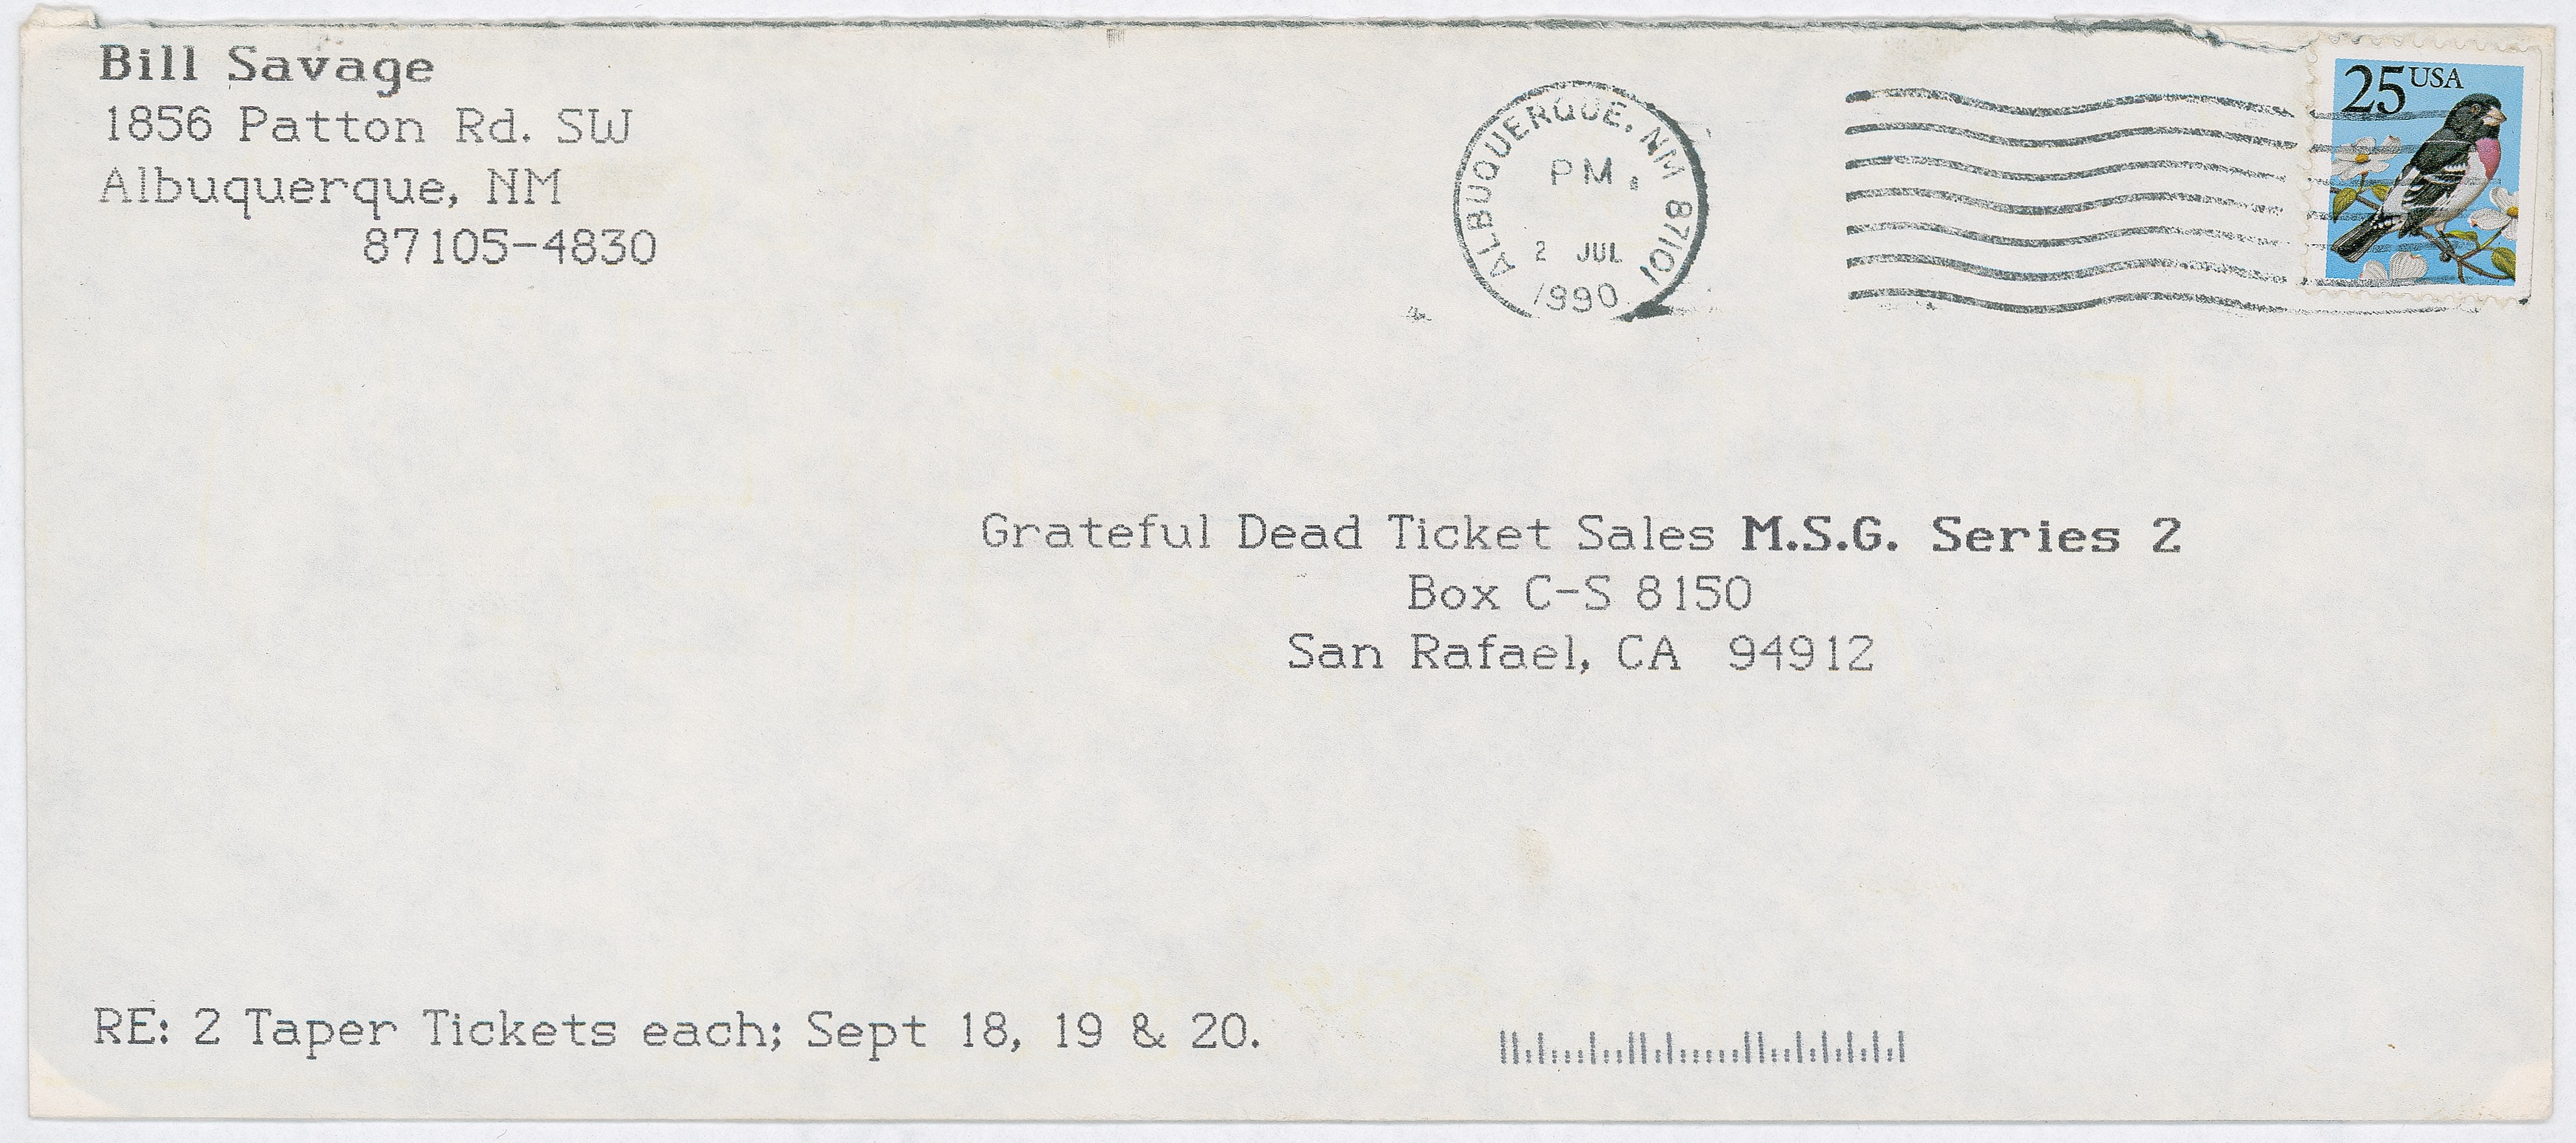 Bill Savage
1856 Patton Rd. SW
Albuquerque, NM
87105-4830
ALBUQUERQUE, NM 87101
PM
2 JUL
1990
25 USA
Grateful Dead Ticket Sales M.S.G. Series 2
Box C-S 8150
San Rafael, CA 94912
RE: 2 Taper Tickets each; Sept 18, 19 & 20.